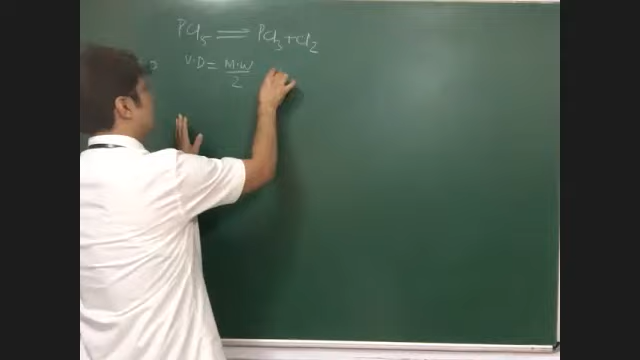 PCl5 ⇌ PCl3 + Cl2
V.D = M.W/2